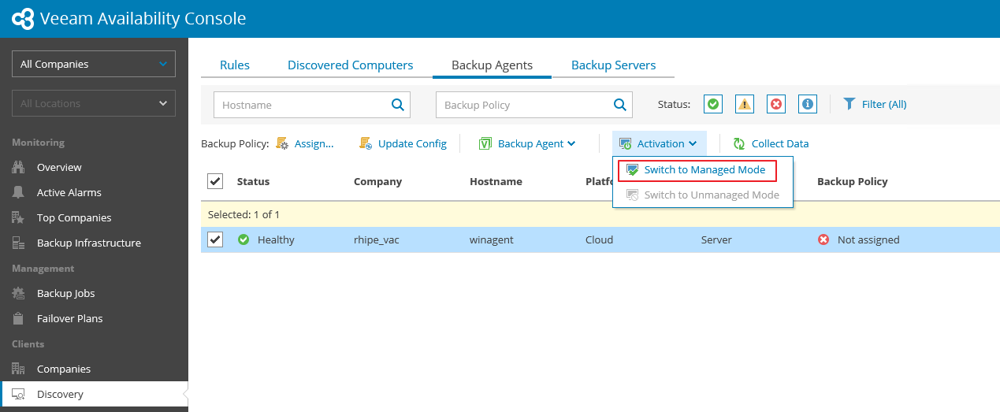 Veeam Availability Console
All Companies
All Locations
Monitoring
Overview
Active Alarms
Top Companies
Backup Infrastructure
Management
Backup Jobs
Failover Plans
Clients
Companies
Discovery
Rules Discovered Computers Backup Agents Backup Servers
Hostname Backup Policy Status: Filter (All)
Backup Policy: Assign... Update Config Backup Agent Activation Collect Data
Switch to Managed Mode
Switch to Unmanaged Mode
Status Company Hostname Backup Policy
Selected: 1 of 1
Healthy rhipe_vac winagent Cloud Server Not assigned